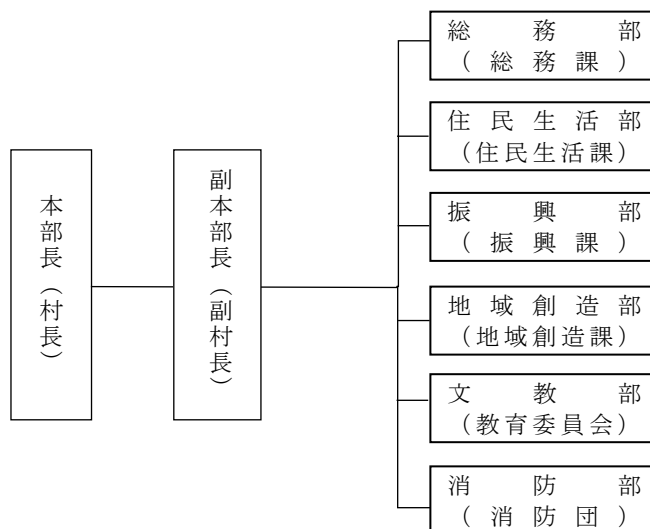 本部長（村長）
副本部長（副村長）
総務部
（総務課）
住民生活部
（住民生活課）
振興部
（振興課）
地域創造部
（地域創造課）
文教部
（教育委員会）
消防部
（消防団）